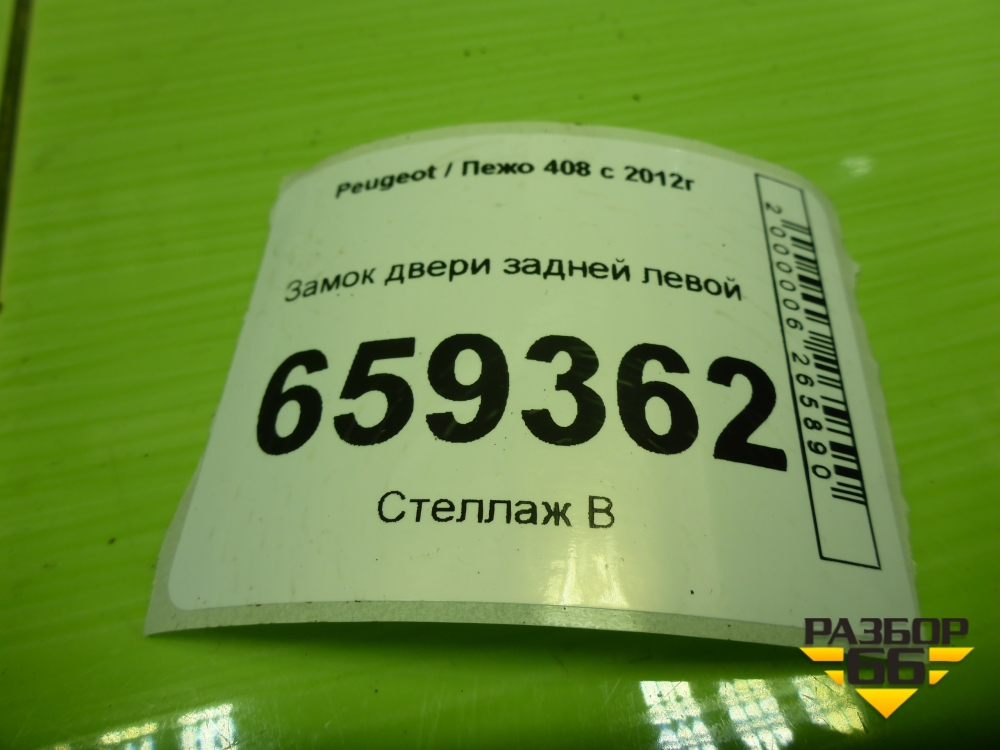 Peugeot / Пежо 408 с 2012г
Замок двери задней левой
659362
Стеллаж В
2000006265890
РАЗБОР
66